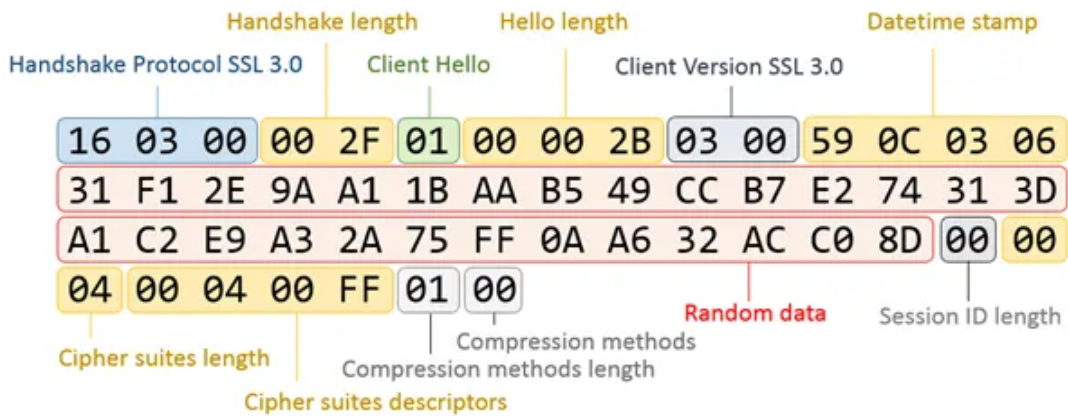 Handshake length Hello length Datetime stamp
Handshake Protocol SSL 3.0 Client Hello Client Version SSL 3.0
16 03 00 00 2F 01 00 00 2B 03 00 59 0C 03 06
31 F1 2E 9A A1 1B AA B5 49 CC B7 E2 74 31 3D
A1 C2 E9 A3 2A 75 FF 0A A6 32 AC C0 8D 00 00
04 00 04 00 FF 01 00
Random data Session ID length
Compression methods
Cipher suites length Compression methods length
Cipher suites descriptors